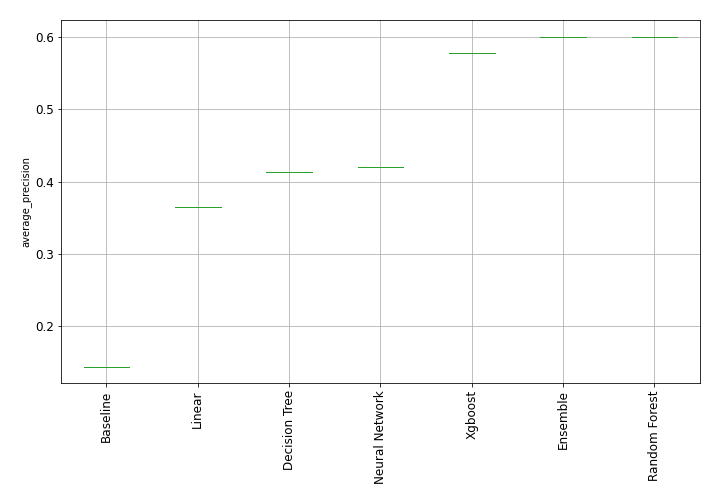 0.6
0.5
0.4
0.3
0.2
average_precision
Baseline
Linear
Decision Tree
Neural Network
Xgboost
Ensemble
Random Forest